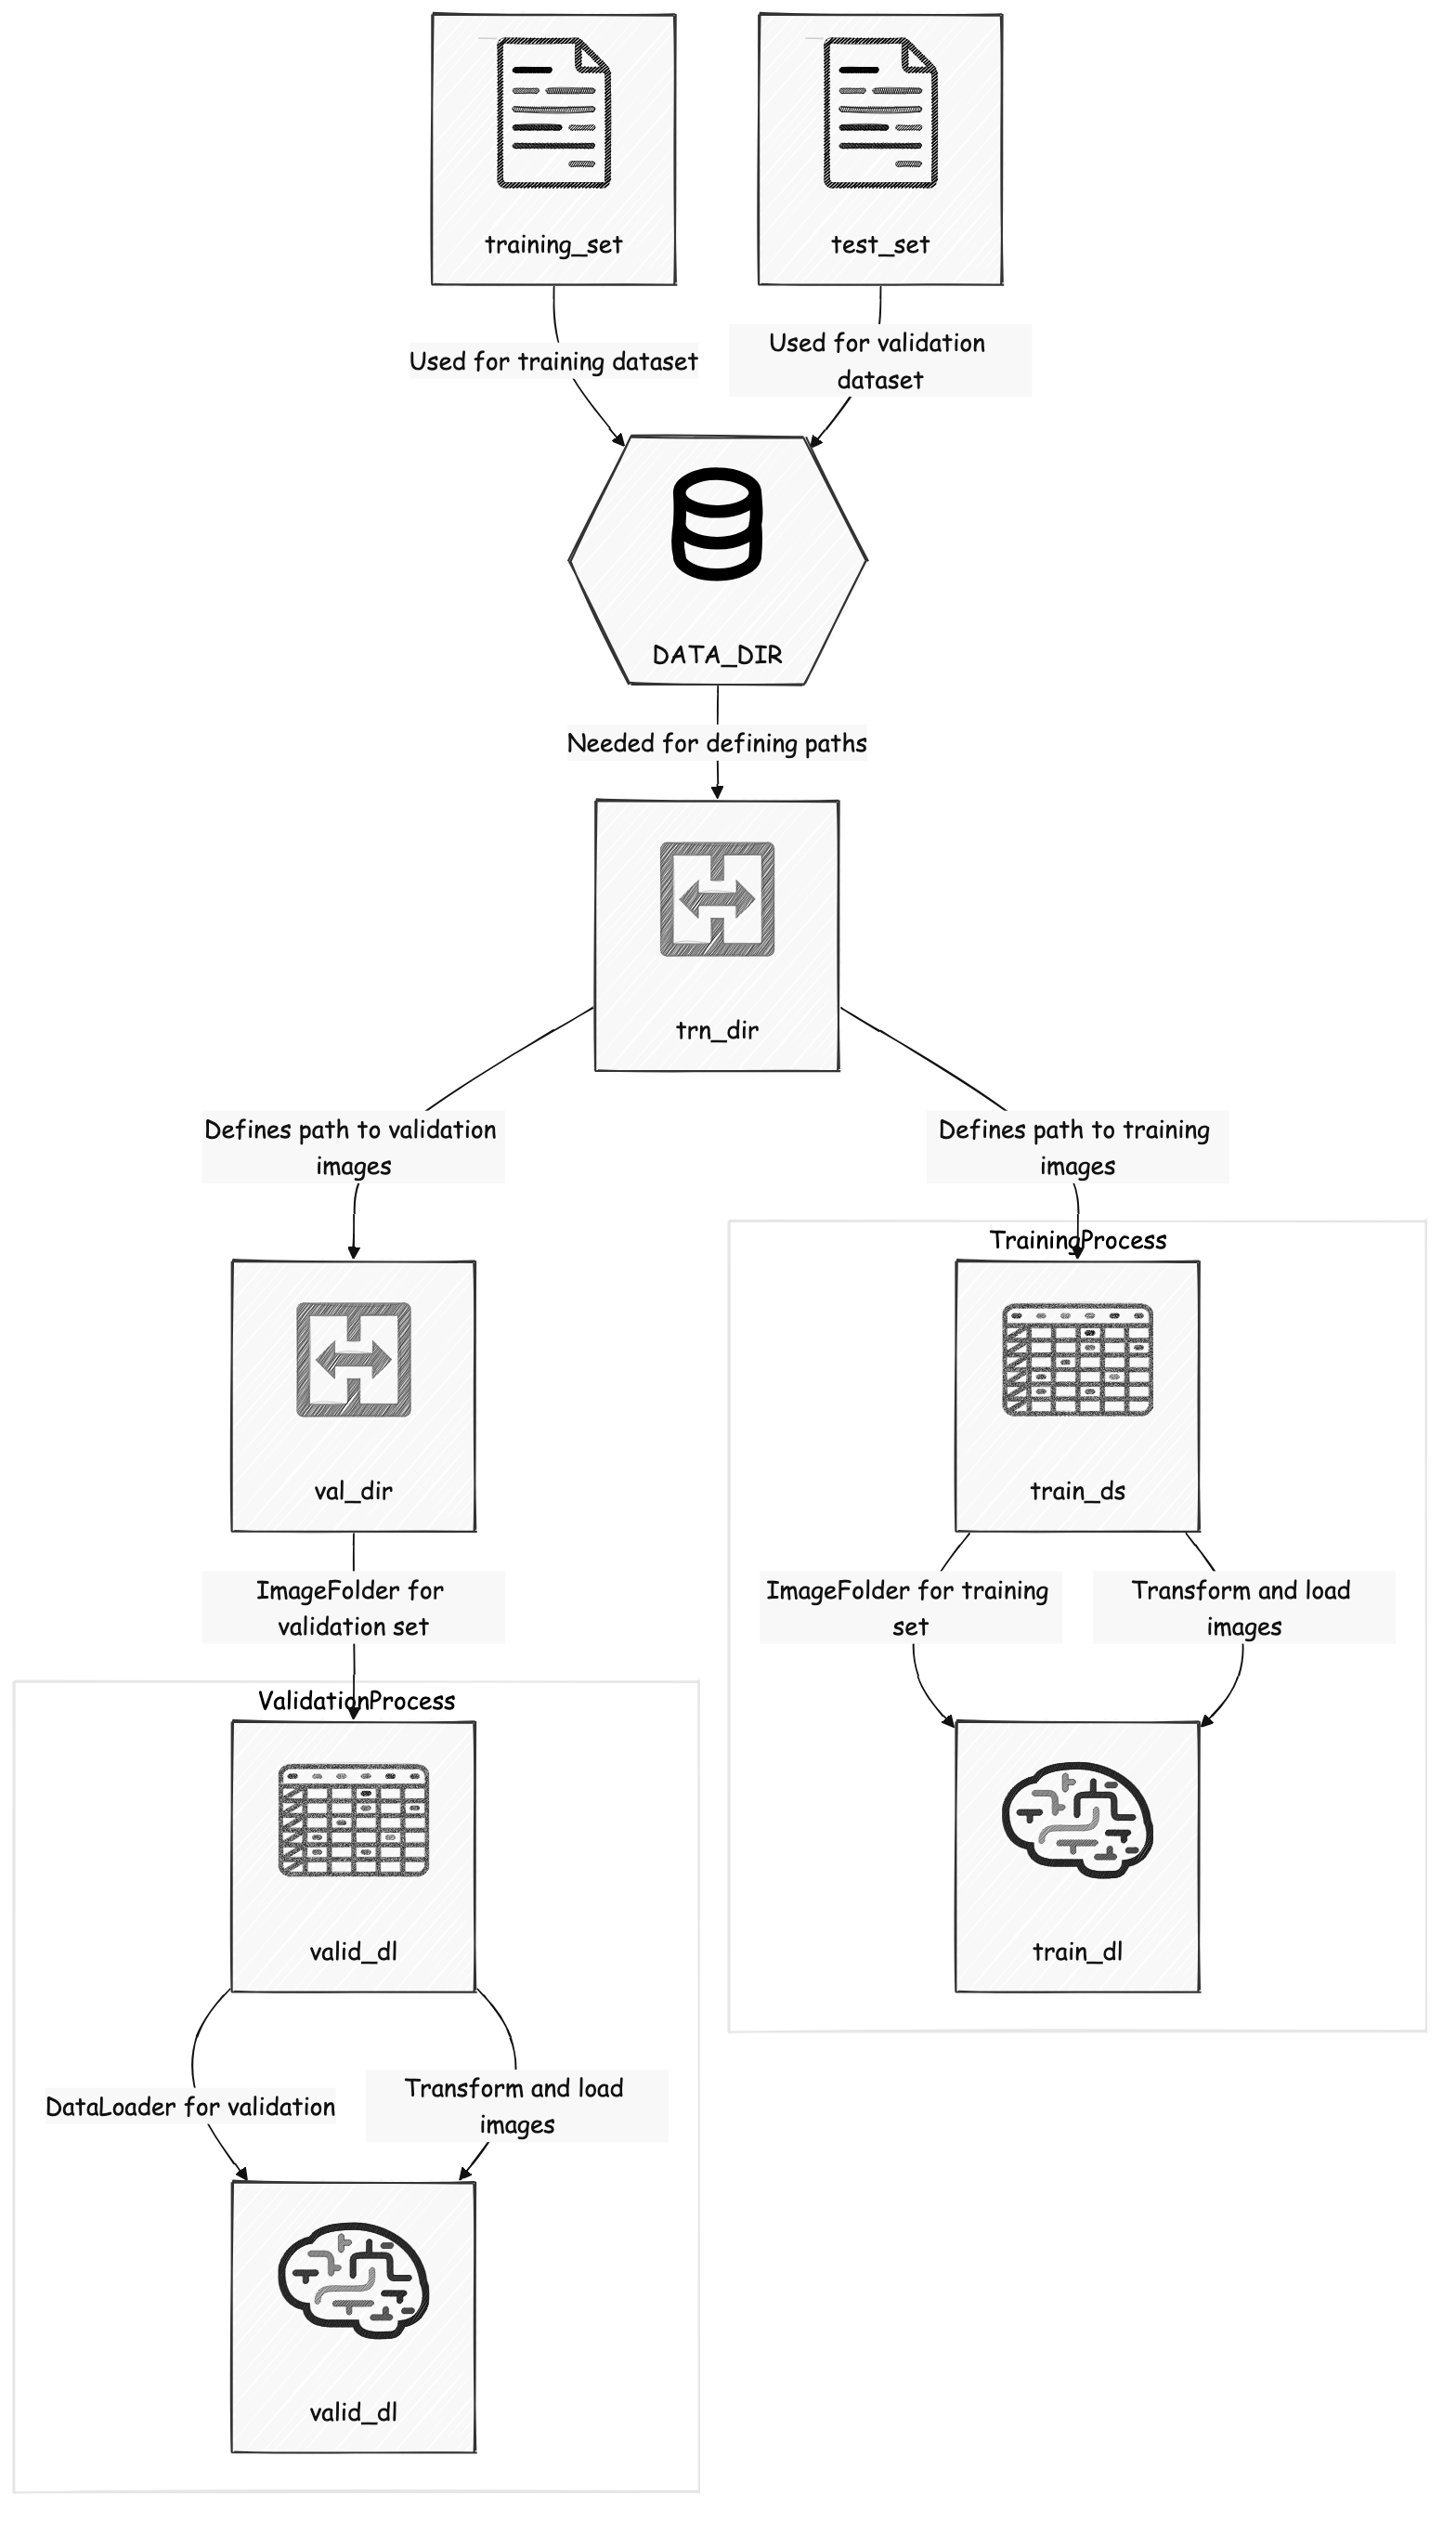 training_set
test_set
Used for training dataset
Used for validation
dataset
DATA_DIR
Needed for defining paths
trn_dir
Defines path to validation
images
Defines path to training
images
TrainingProcess
val_dir
train_ds
ImageFolder for
validation set
ImageFolder for training
set
Transform and load
images
ValidationProcess
valid_dl
train_dl
DataLoader for validation
Transform and load
images
valid_dl